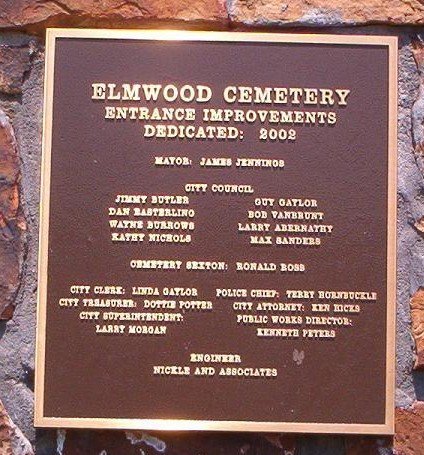 ELMWOOD CEMETERY
ENTRANCE IMPROVEMENTS
DEDICATED: 2002
MAYOR: JAMES JENNINGS
CITY COUNCIL
JIMMY BUTLER GUY GAYLOR
DAN EASTERLING BOB VANBRUNT
WAYNE BURROWS LARRY ABERNATHY
KATHY NICHOLS MAX SANDERS
CEMETERY SEXTON: RONALD ROSS
CITY CLERK: LINDA GAYLOR POLICE CHIEF: TERRY HORNBUCKLE
CITY TREASURER: DOTTIE POTTER CITY ATTORNEY: KEN HICKS
CITY SUPERINTENDENT: PUBLIC WORKS DIRECTOR:
LARRY MORGAN KENNETH PETERS
ENGINEER
NICKLE AND ASSOCIATES